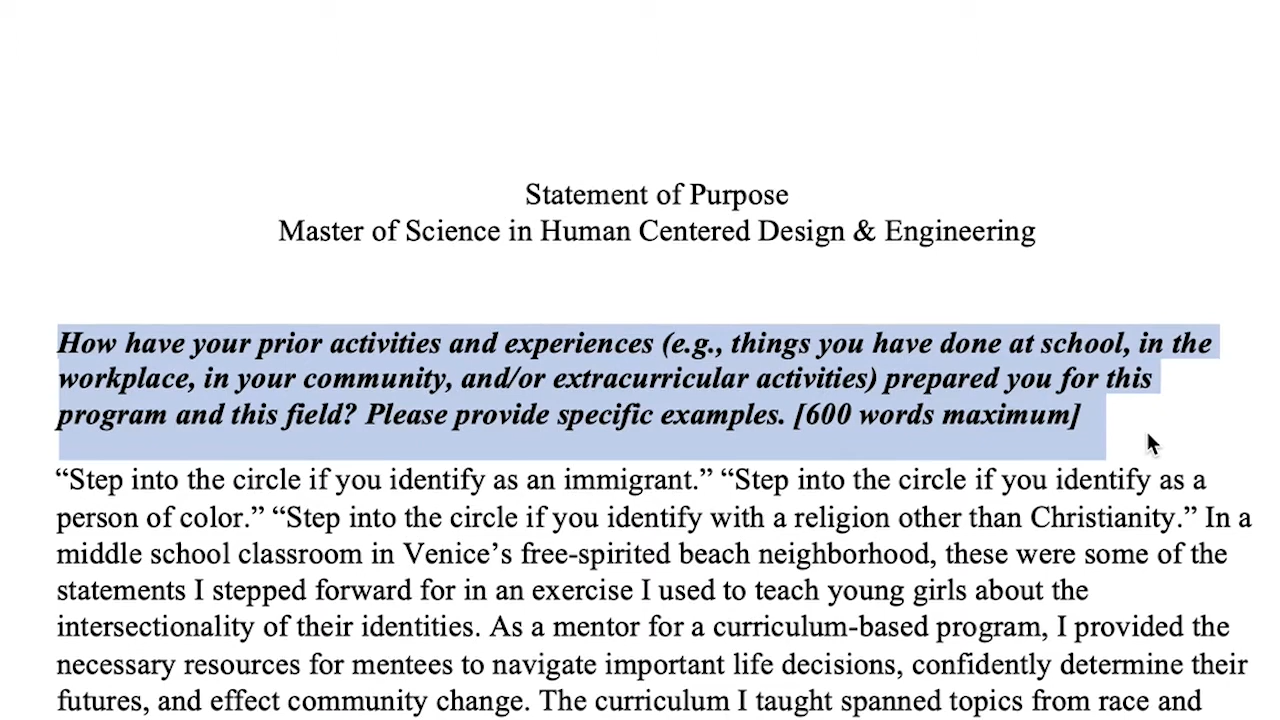 Statement of Purpose
Master of Science in Human Centered Design & Engineering
How have your prior activities and experiences (e.g., things you have done at school, in the
workplace, in your community, and/or extracurricular activities) prepared you for this
program and this field? Please provide specific examples. [600 words maximum]
“Step into the circle if you identify as an immigrant.” “Step into the circle if you identify as a
person of color.” “Step into the circle if you identify with a religion other than Christianity.” In a
middle school classroom in Venice’s free-spirited beach neighborhood, these were some of the
statements I stepped forward for in an exercise I used to teach young girls about the
intersectionality of their identities. As a mentor for a curriculum-based program, I provided the
necessary resources for mentees to navigate important life decisions, confidently determine their
futures, and effect community change. The curriculum I taught spanned topics from race and